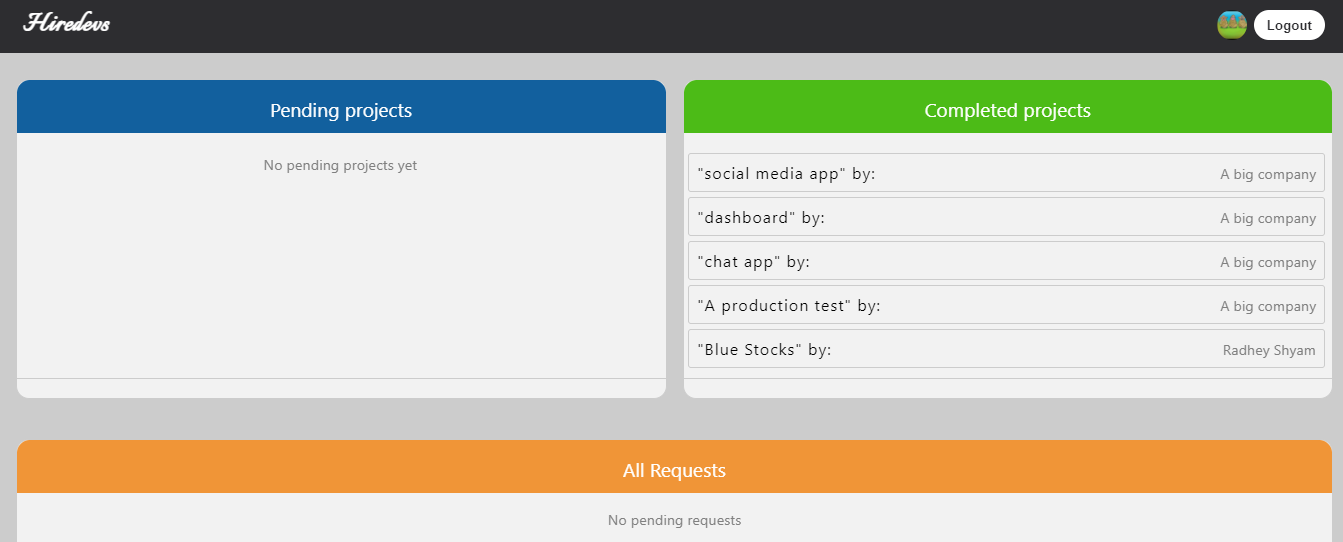 Hiredevs
Logout
Pending projects
No pending projects yet
Completed projects
"social media app" by: A big company
"dashboard" by: A big company
"chat app" by: A big company
"A production test" by: A big company
"Blue Stocks" by: Radhey Shyam
All Requests
No pending requests